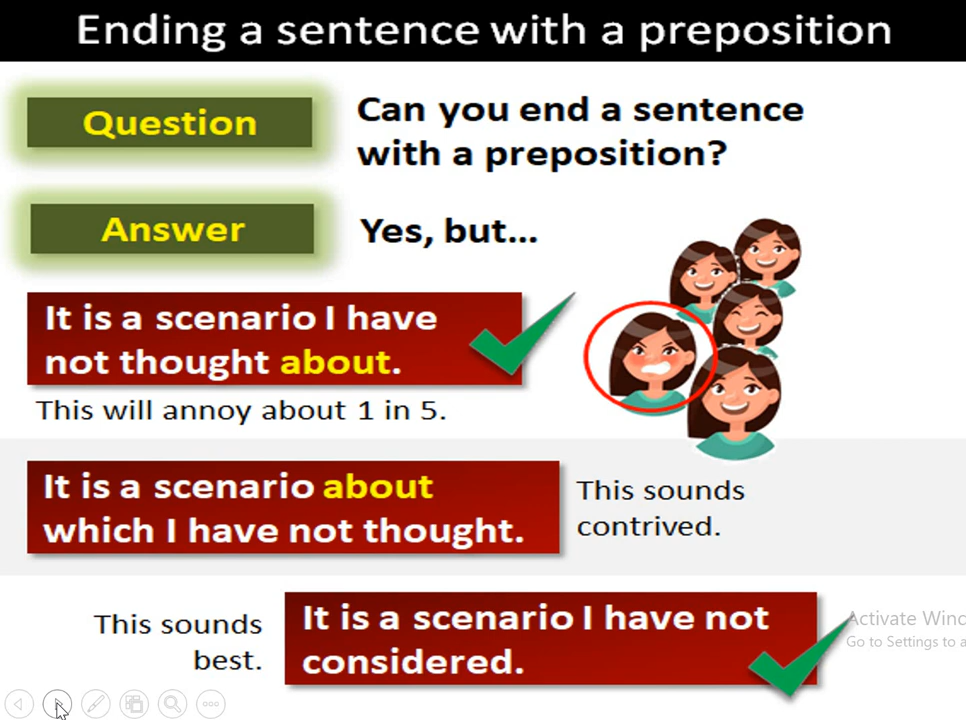 Ending a sentence with a preposition
Question
Can you end a sentence
with a preposition?
Answer
Yes, but...
It is a scenario I have
not thought about.
This will annoy about 1 in 5.
It is a scenario about
which I have not thought.
This sounds
contrived.
This sounds
best.
It is a scenario I have not
considered.
Activate Wind
Go to Settings to a